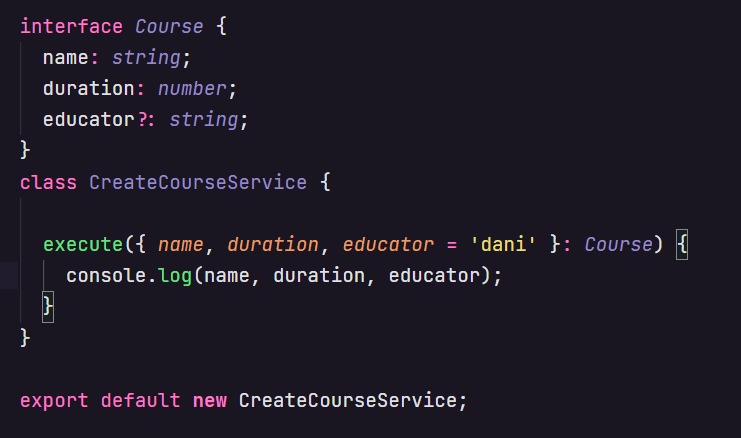 interface Course {
name: string;
duration: number;
educator?: string;
}
class CreateCourseService {
execute({ name, duration, educator = 'dani' }: Course) {
console.log(name, duration, educator);
}
}
export default new CreateCourseService;